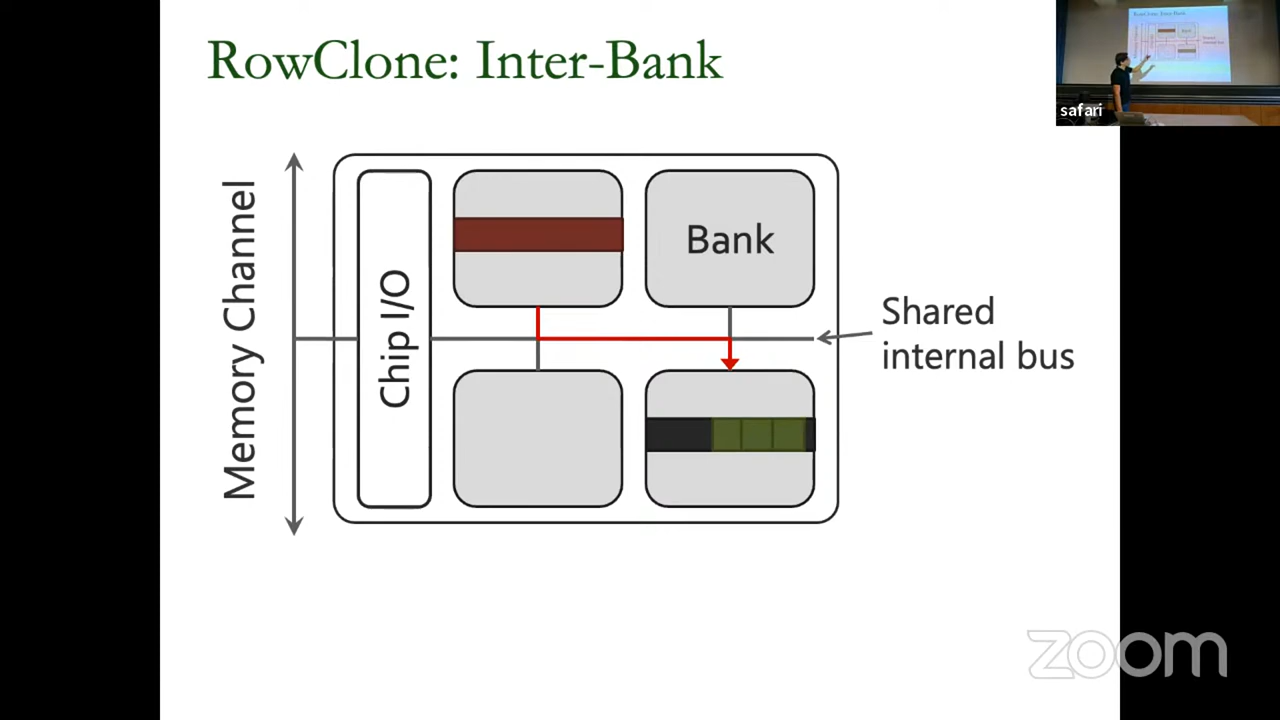 RowClone: Inter-Bank
safari
Memory Channel
Chip I/O
Bank
Shared
internal bus
zoom